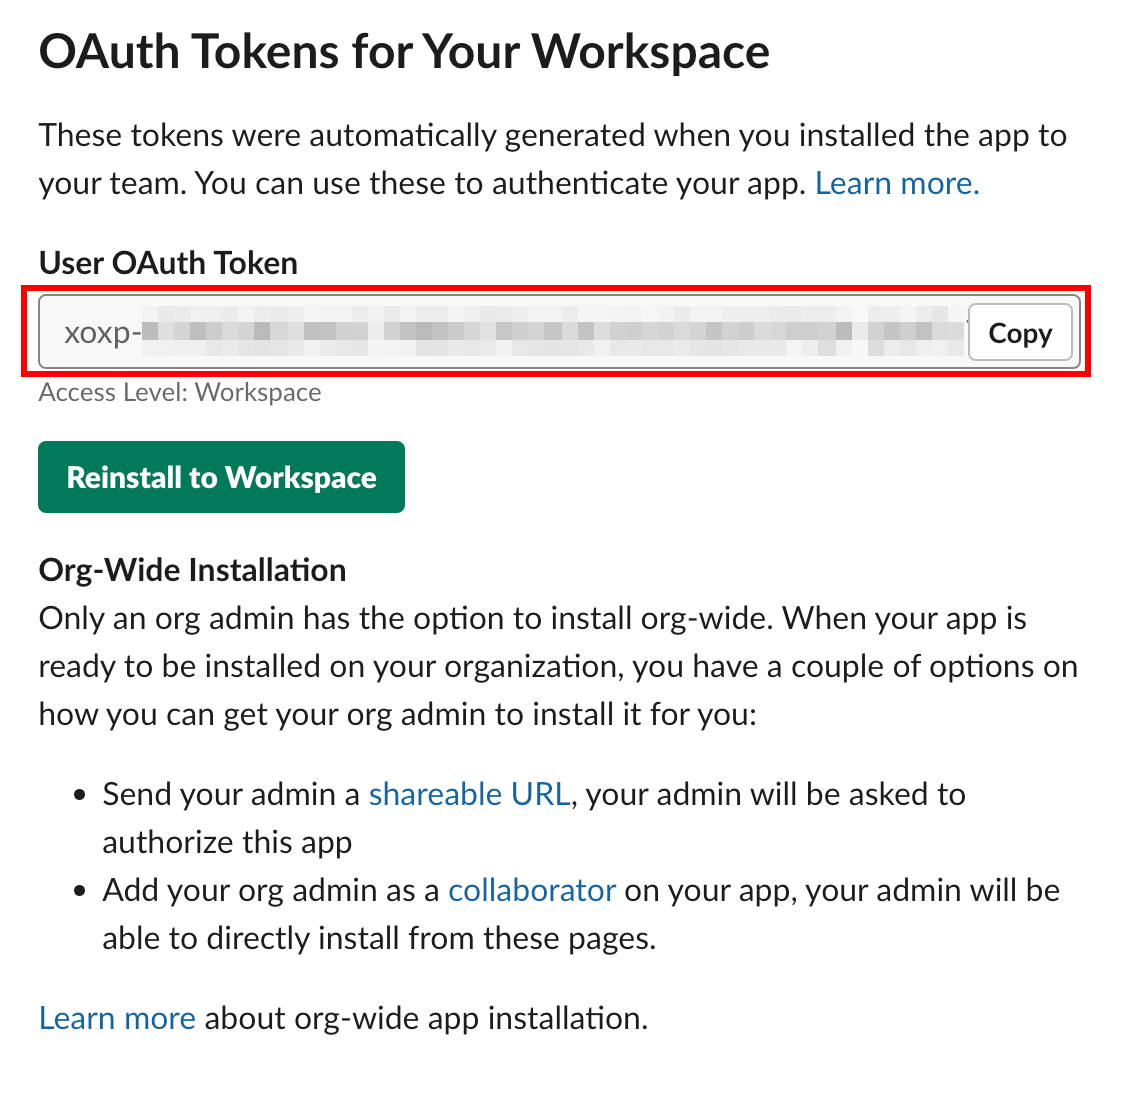 OAuth Tokens for Your Workspace
These tokens were automatically generated when you installed the app to
your team. You can use these to authenticate your app. Learn more.
User OAuth Token
xoxp-
Copy
Access Level: Workspace
Reinstall to Workspace
Org-Wide Installation
Only an org admin has the option to install org-wide. When your app is
ready to be installed on your organization, you have a couple of options on
how you can get your org admin to install it for you:
• Send your admin a shareable URL, your admin will be asked to
authorize this app
• Add your org admin as a collaborator on your app, your admin will be
able to directly install from these pages.
Learn more about org-wide app installation.